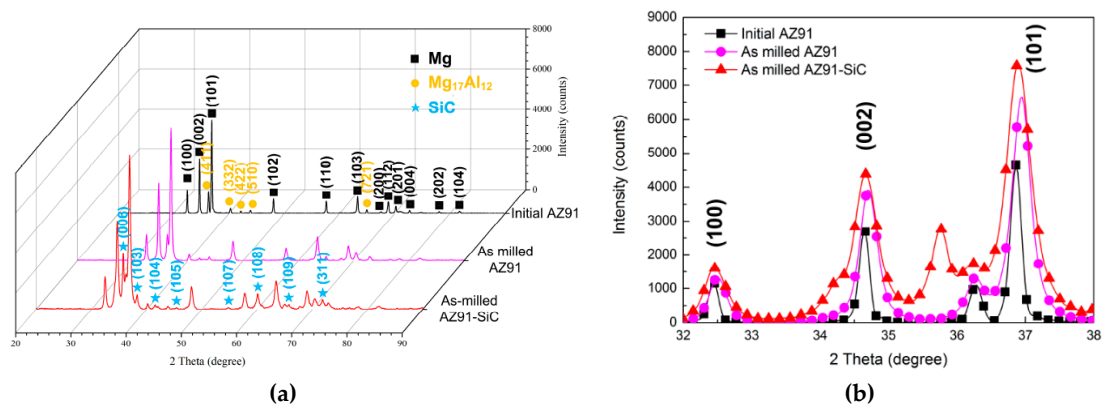 8000
6000
4000
2000
0
Intensity (counts)
Mg
Mg17Al12
SiC
(100)
(002)
(101)
(411)
(332)
(422)
(510)
(102)
(110)
(103)
(721)
(200)
(112)
(201)
(004)
(202)
(104)
Initial AZ91
As milled
AZ91
(006)
(103)
(104)
(105)
(107)
(108)
(109)
(311)
As-milled
AZ91-SiC
20 30 40 50 60 70 80 90
2 Theta (degree)
(a)
9000
8000
7000
6000
5000
4000
3000
2000
1000
0
Intensity (counts)
Initial AZ91
As milled AZ91
As milled AZ91-SiC
(100)
(002)
(101)
32 33 34 35 36 37 38
2 Theta (degree)
(b)